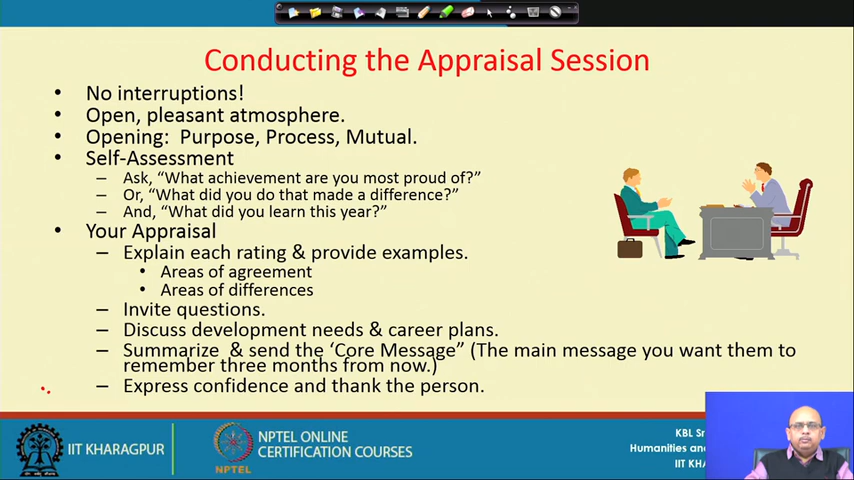 Conducting the Appraisal Session
• No interruptions!
• Open, pleasant atmosphere.
• Opening: Purpose, Process, Mutual.
• Self-Assessment
– Ask, “What achievement are you most proud of?”
– Or, “What did you do that made a difference?”
– And, “What did you learn this year?”
• Your Appraisal
– Explain each rating & provide examples.
• Areas of agreement
• Areas of differences
– Invite questions.
– Discuss development needs & career plans.
– Summarize & send the ‘Core Message” (The main message you want them to
remember three months from now.)
– Express confidence and thank the person.
IIT KHARAGPUR
NPTEL
NPTEL ONLINE
CERTIFICATION COURSES
KBL Sr
Humanities and
IIT KHA